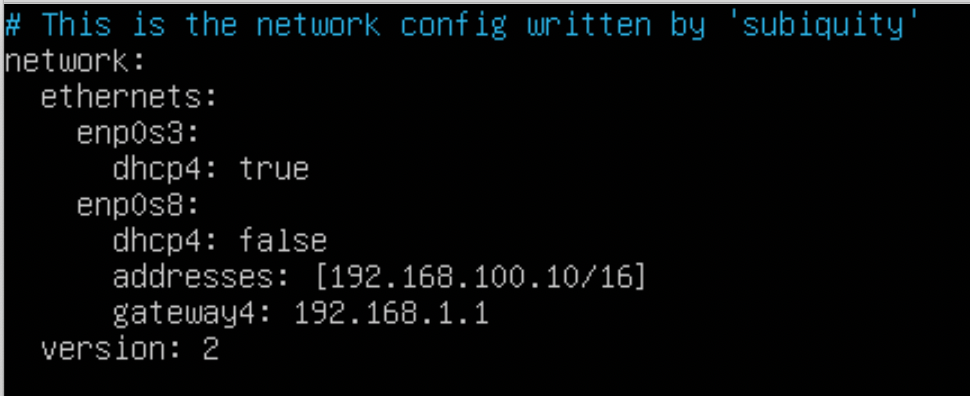 # This is the network config written by 'subiquity'
network:
  ethernets:
    enp0s3:
      dhcp4: true
    enp0s8:
      dhcp4: false
      addresses: [192.168.100.10/16]
      gateway4: 192.168.1.1
  version: 2